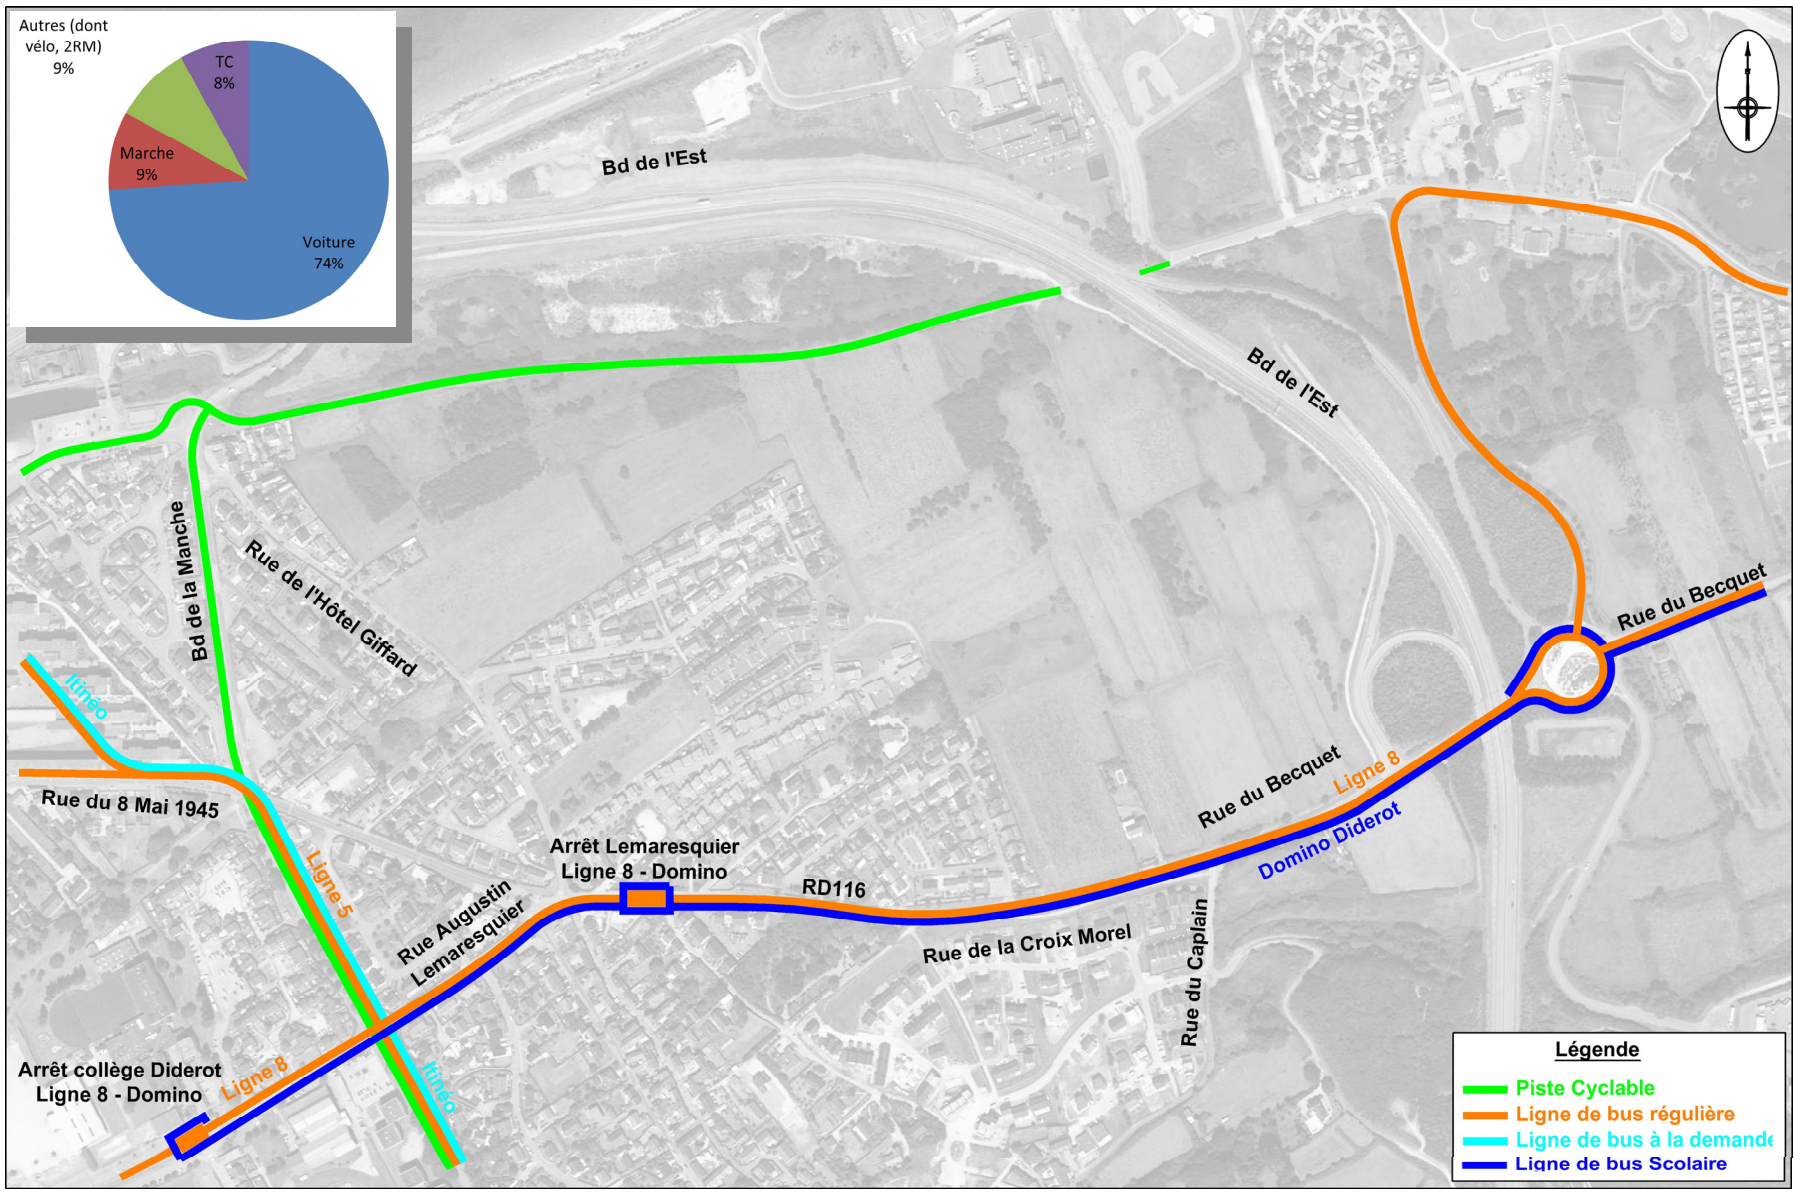 Autres (dont
vélo, 2RM)
9%
TC
8%
Marche
9%
Voiture
74%
N
Bd de l'Est
Bd de l'Est
Bd de la Manche
Rue de l'Hôtel Giffard
Itinéo
Rue du 8 Mai 1945
Ligne 5
Rue du Becquet
Rue du Becquet
Ligne 8
Domino Diderot
Arrêt Lemaresquier
Ligne 8 - Domino
RD116
Rue Augustin
Lemaresquier
Rue de la Croix Morel
Rue du Caplain
Arrêt collège Diderot
Ligne 8 - Domino
Ligne 8
Itinéo
Légende
Piste Cyclable
Ligne de bus régulière
Ligne de bus à la demande
Ligne de bus Scolaire